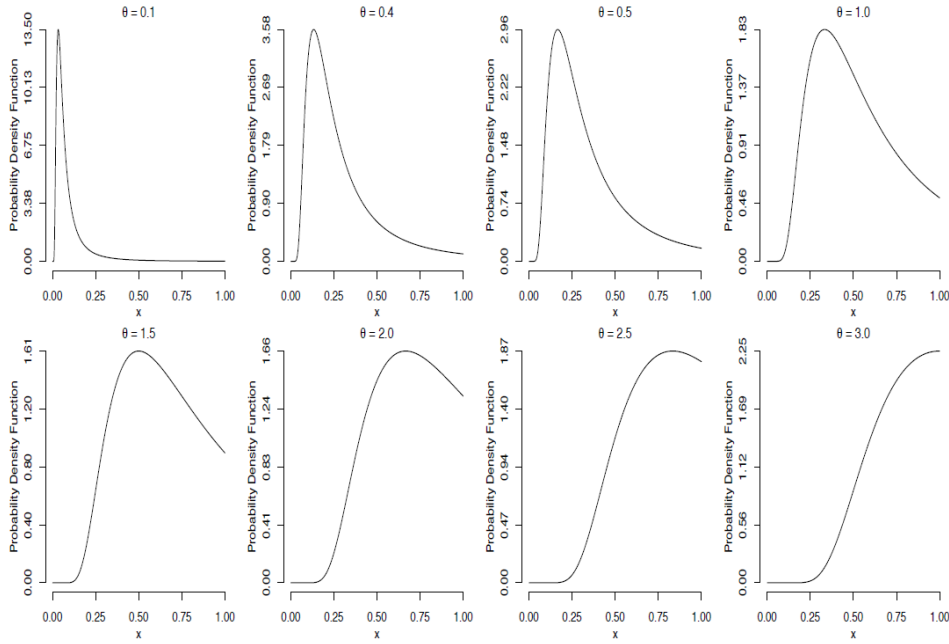 θ = 0.1
Probability Density Function
0.00 3.38 6.75 10.13 13.50
0.00 0.25 0.50 0.75 1.00
x
θ = 0.4
Probability Density Function
0.00 0.99 1.79 2.69 3.58
0.00 0.25 0.50 0.75 1.00
x
θ = 0.5
Probability Density Function
0.00 0.74 1.48 2.22 2.96
0.00 0.25 0.50 0.75 1.00
x
θ = 1.0
Probability Density Function
0.00 0.46 0.91 1.37 1.83
0.00 0.25 0.50 0.75 1.00
x
θ = 1.5
Probability Density Function
0.00 0.40 0.80 1.20 1.61
0.00 0.25 0.50 0.75 1.00
x
θ = 2.0
Probability Density Function
0.00 0.41 0.83 1.24 1.66
0.00 0.25 0.50 0.75 1.00
x
θ = 2.5
Probability Density Function
0.00 0.47 0.94 1.40 1.87
0.00 0.25 0.50 0.75 1.00
x
θ = 3.0
Probability Density Function
0.00 0.56 1.12 1.69 2.25
0.00 0.25 0.50 0.75 1.00
x